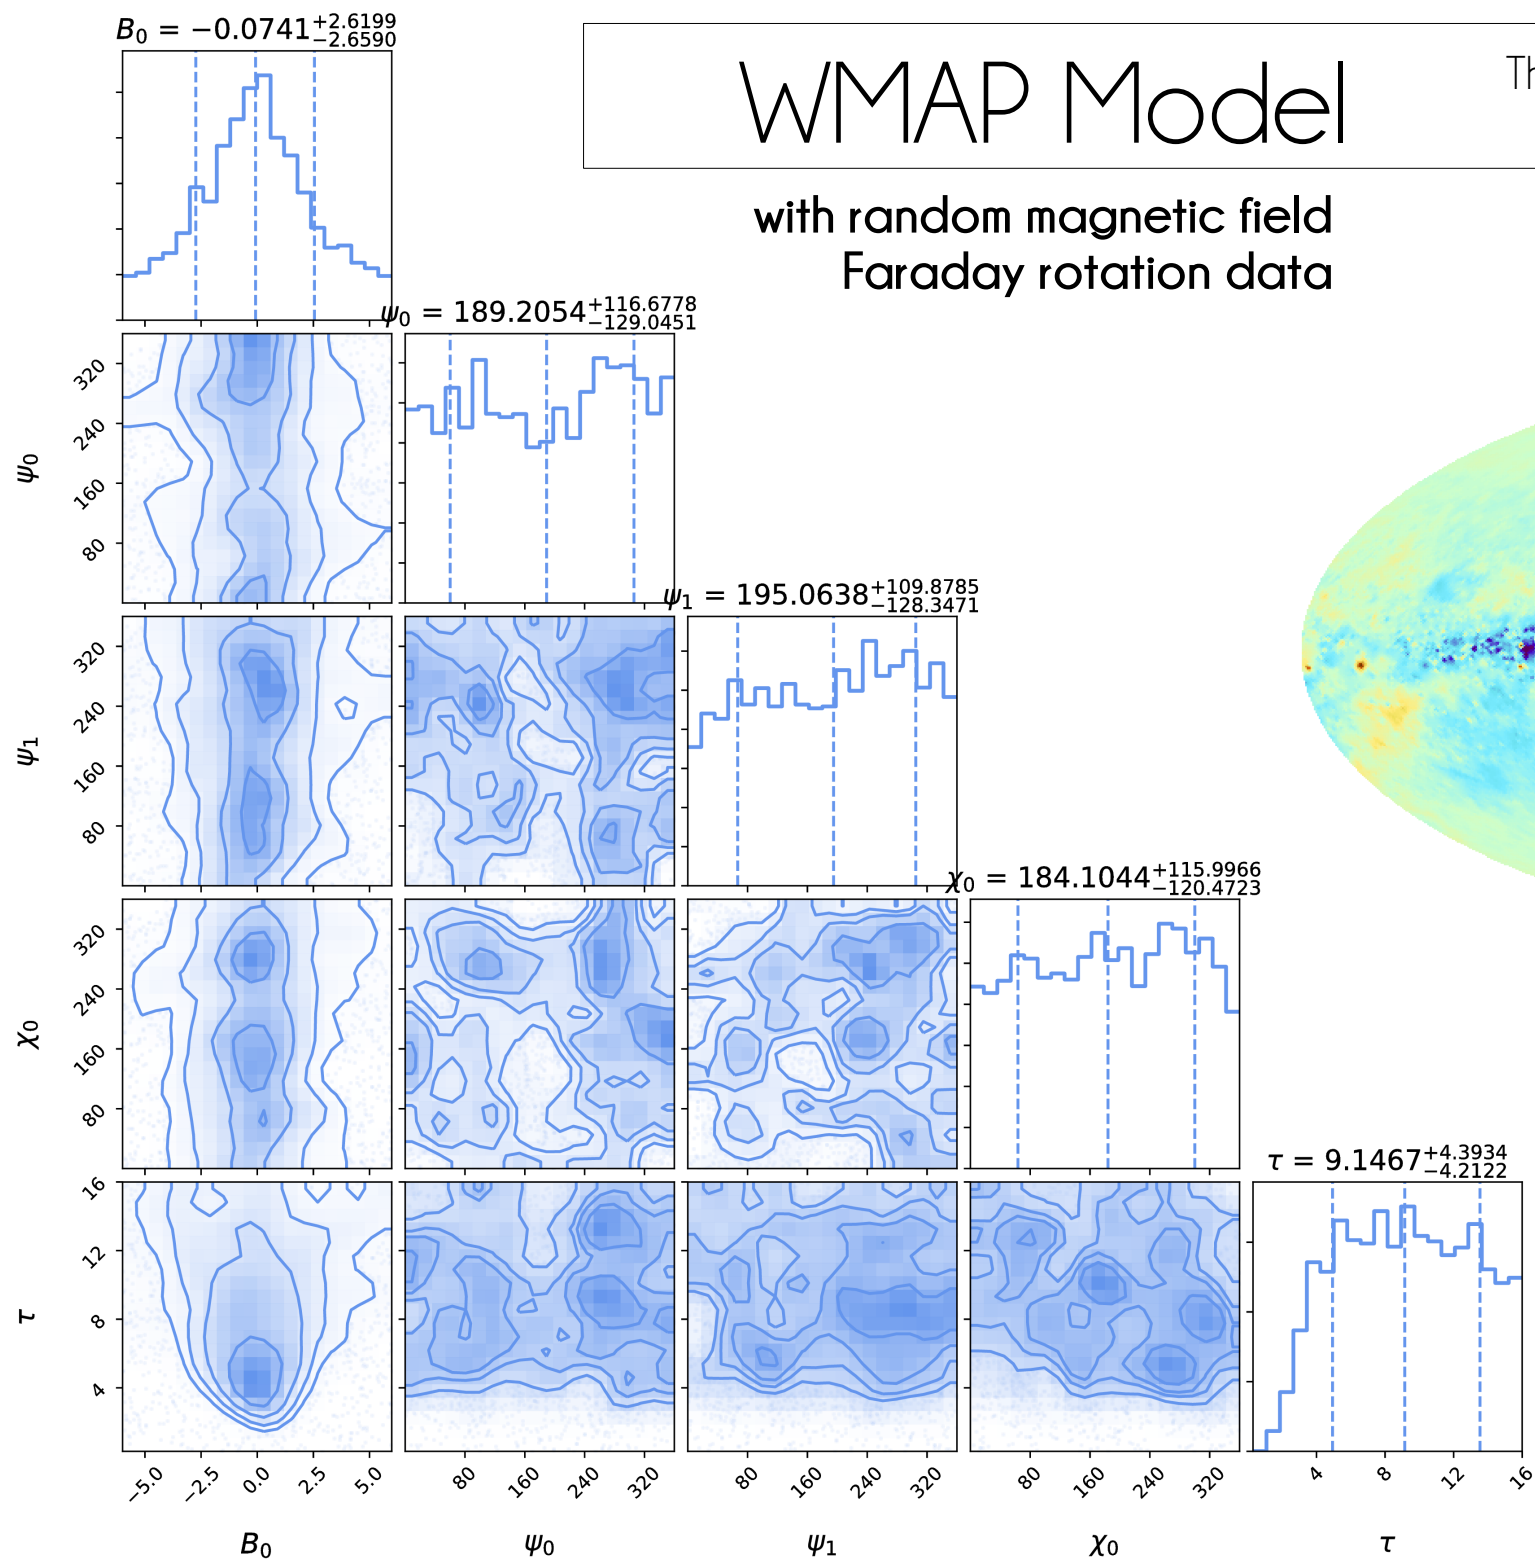 B₀ = −0.0741 +2.6199 −2.6590
WMAP Model
Th
with random magnetic field
Faraday rotation data
ψ₀ = 189.2054 +116.6778 −129.0451
320
240
160
80
ψ₀
ψ₁ = 195.0638 +109.8785 −128.3471
320
240
160
80
ψ₁
χ₀ = 184.1044 +115.9966 −120.4723
320
240
160
80
χ₀
τ = 9.1467 +4.3934 −4.2122
16
12
8
4
τ
−5.0 −2.5 0.0 2.5 5.0 80 160 240 320 80 160 240 320 80 160 240 320 4 8 12 16
B₀ ψ₀ ψ₁ χ₀ τ